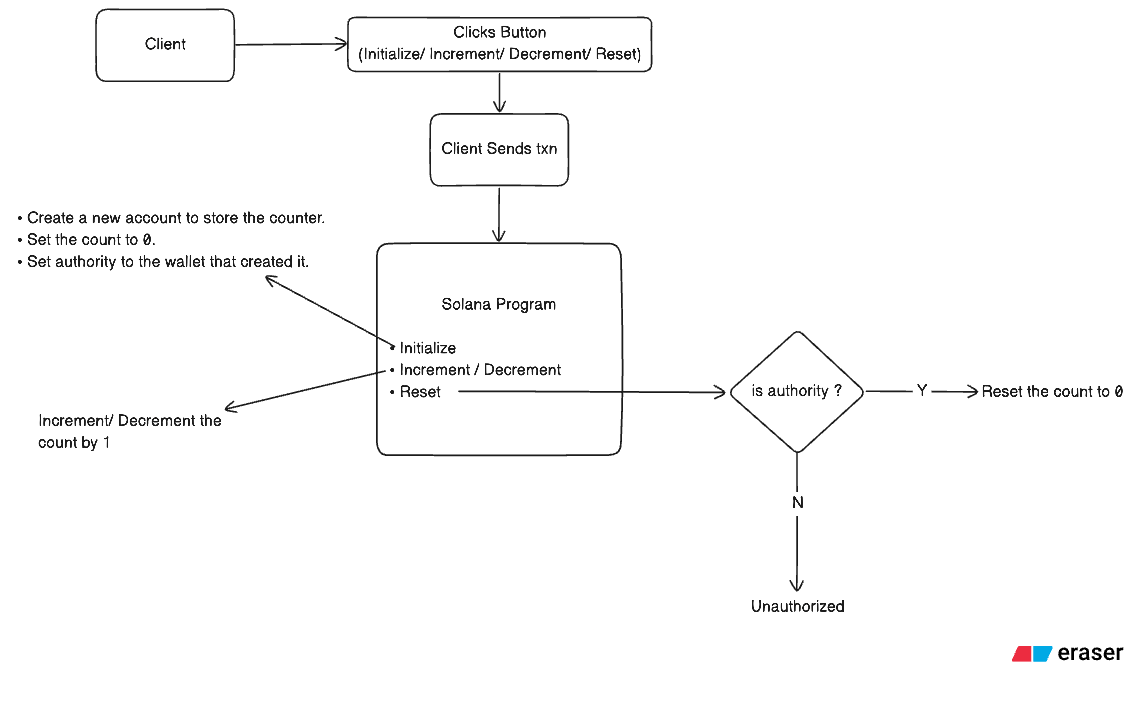 Client
Clicks Button
(Initialize/ Increment/ Decrement/ Reset)
Client Sends txn
• Create a new account to store the counter.
• Set the count to 0.
• Set authority to the wallet that created it.
Solana Program
• Initialize
• Increment / Decrement
• Reset
Increment/ Decrement the
count by 1
is authority ?
Y
Reset the count to 0
N
Unauthorized
eraser